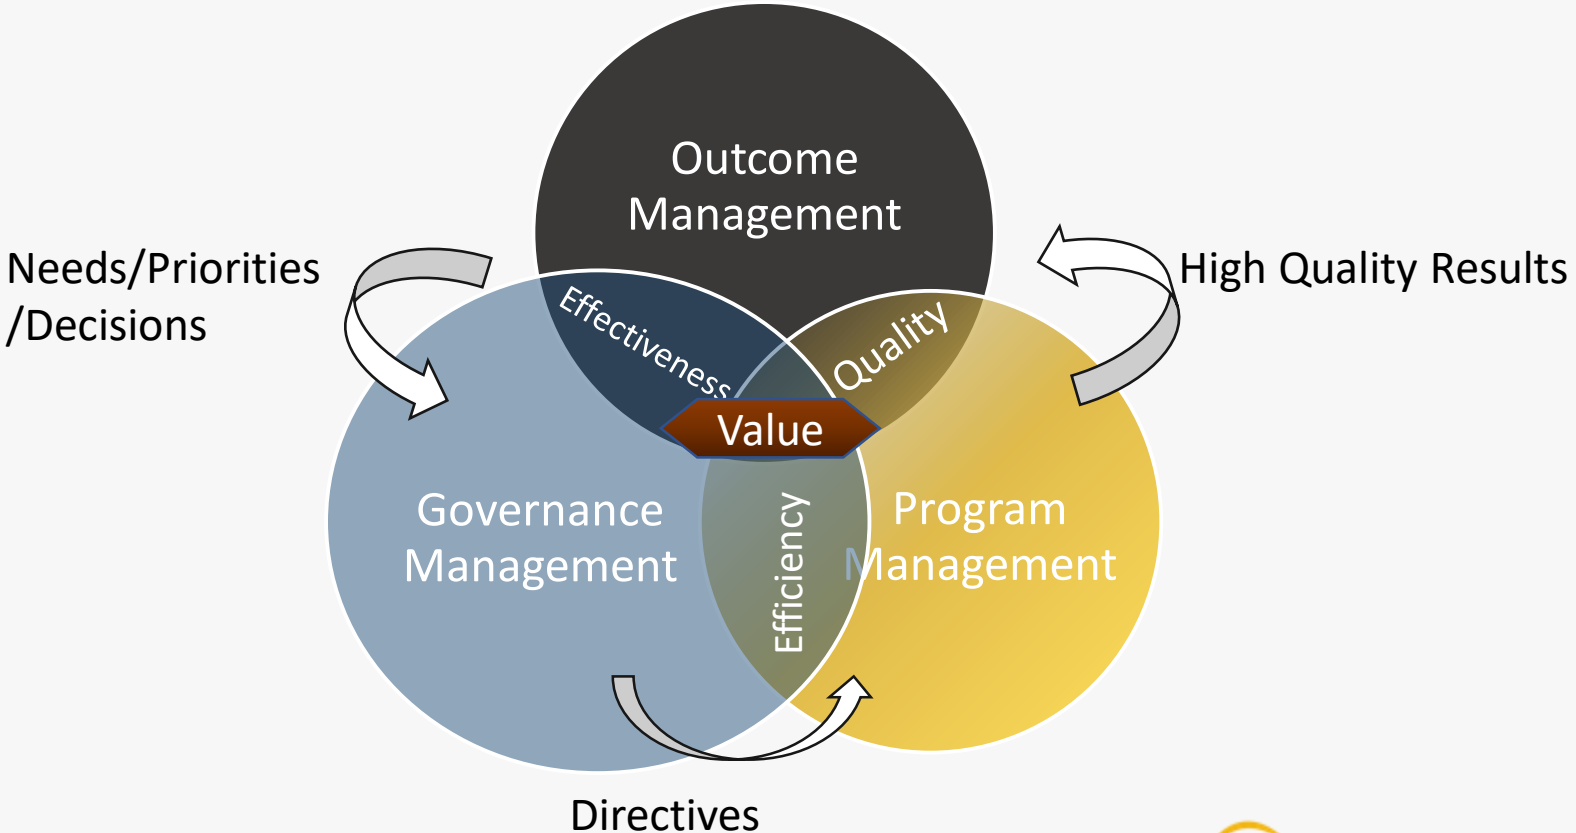 Outcome
Management
Needs/Priorities
/Decisions
High Quality Results
Effectiveness
Quality
Value
Governance
Management
Efficiency
Program
Management
Directives